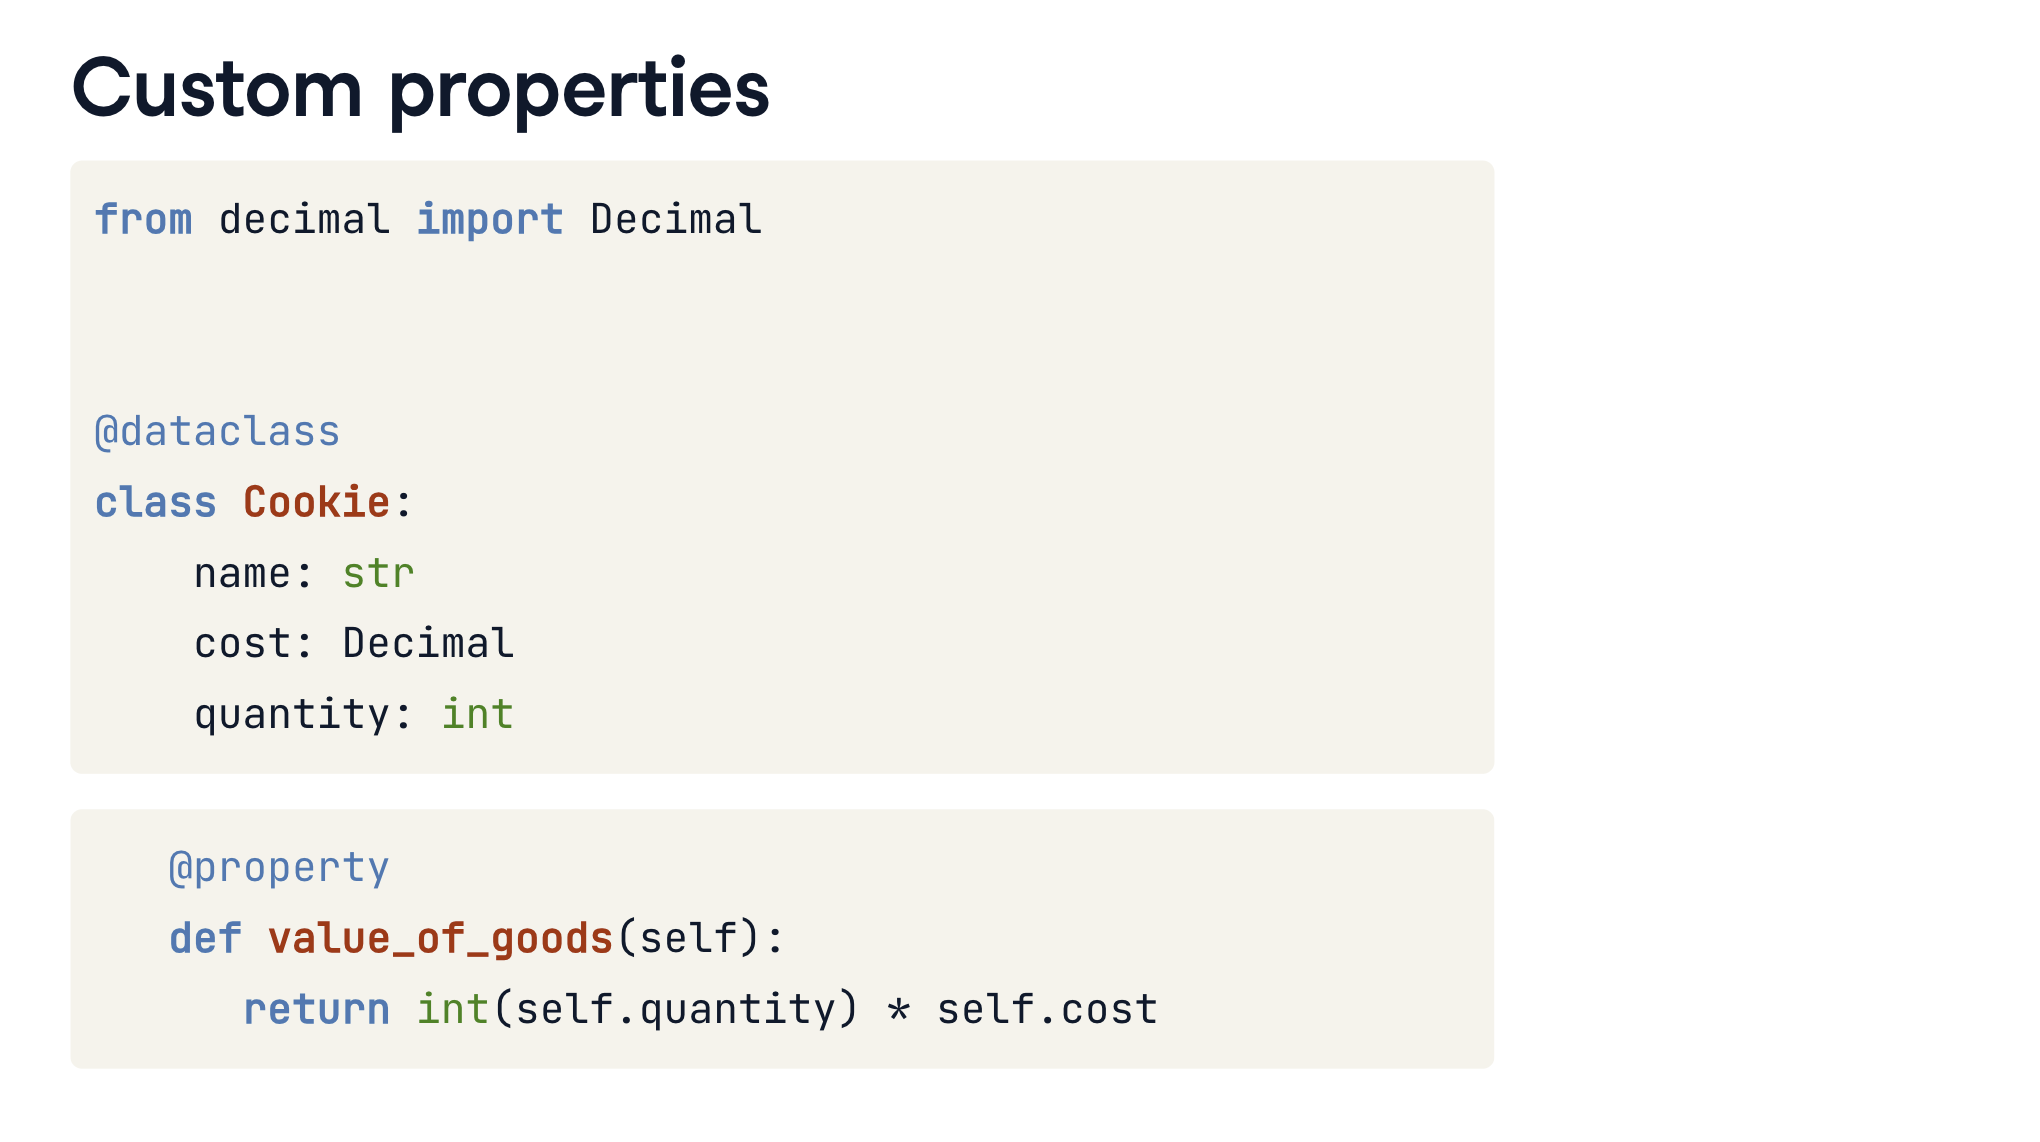 Custom properties
from decimal import Decimal
@dataclass
class Cookie:
    name: str
    cost: Decimal
    quantity: int
   @property
   def value_of_goods(self):
      return int(self.quantity) * self.cost